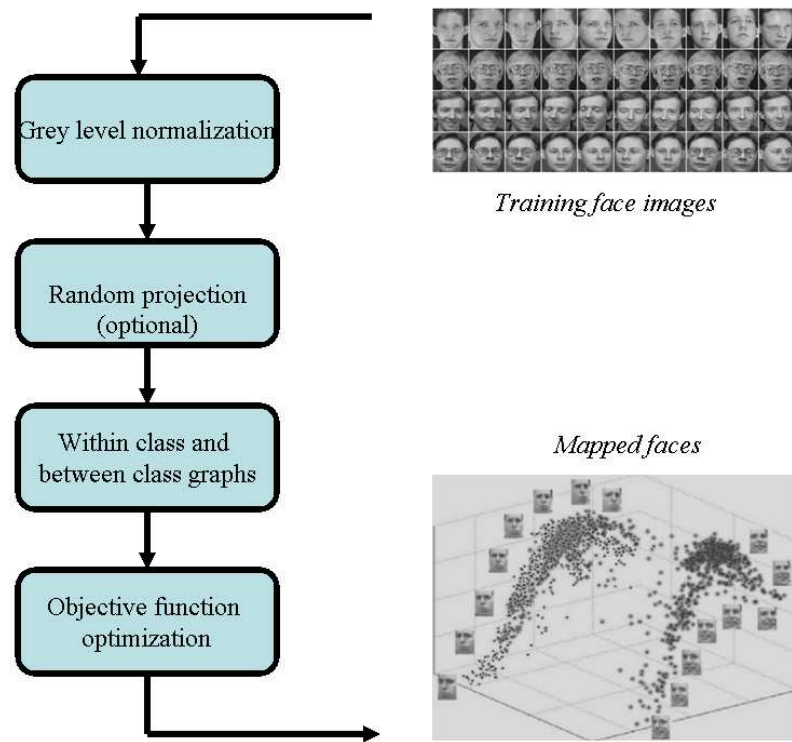 Grey level normalization
Training face images
Random projection
(optional)
Within class and
between class graphs
Mapped faces
Objective function
optimization